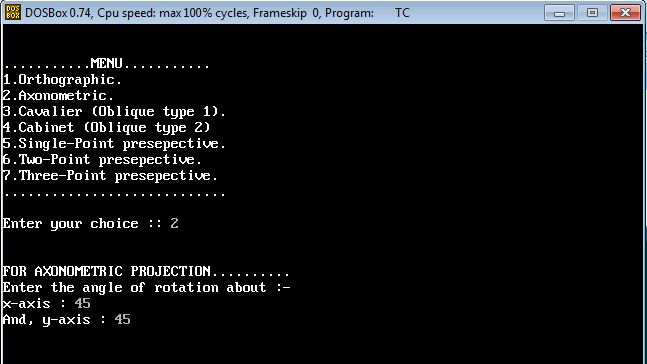 DOSBox 0.74, Cpu speed: max 100% cycles, Frameskip 0, Program: TC
...........MENU...........
1.Orthographic.
2.Axonometric.
3.Cavalier (Oblique type 1).
4.Cabinet (Oblique type 2)
5.Single-Point presepective.
6.Two-Point presepective.
7.Three-Point presepective.
............................
Enter your choice :: 2
FOR AXONOMETRIC PROJECTION..........
Enter the angle of rotation about :-
x-axis : 45
And, y-axis : 45